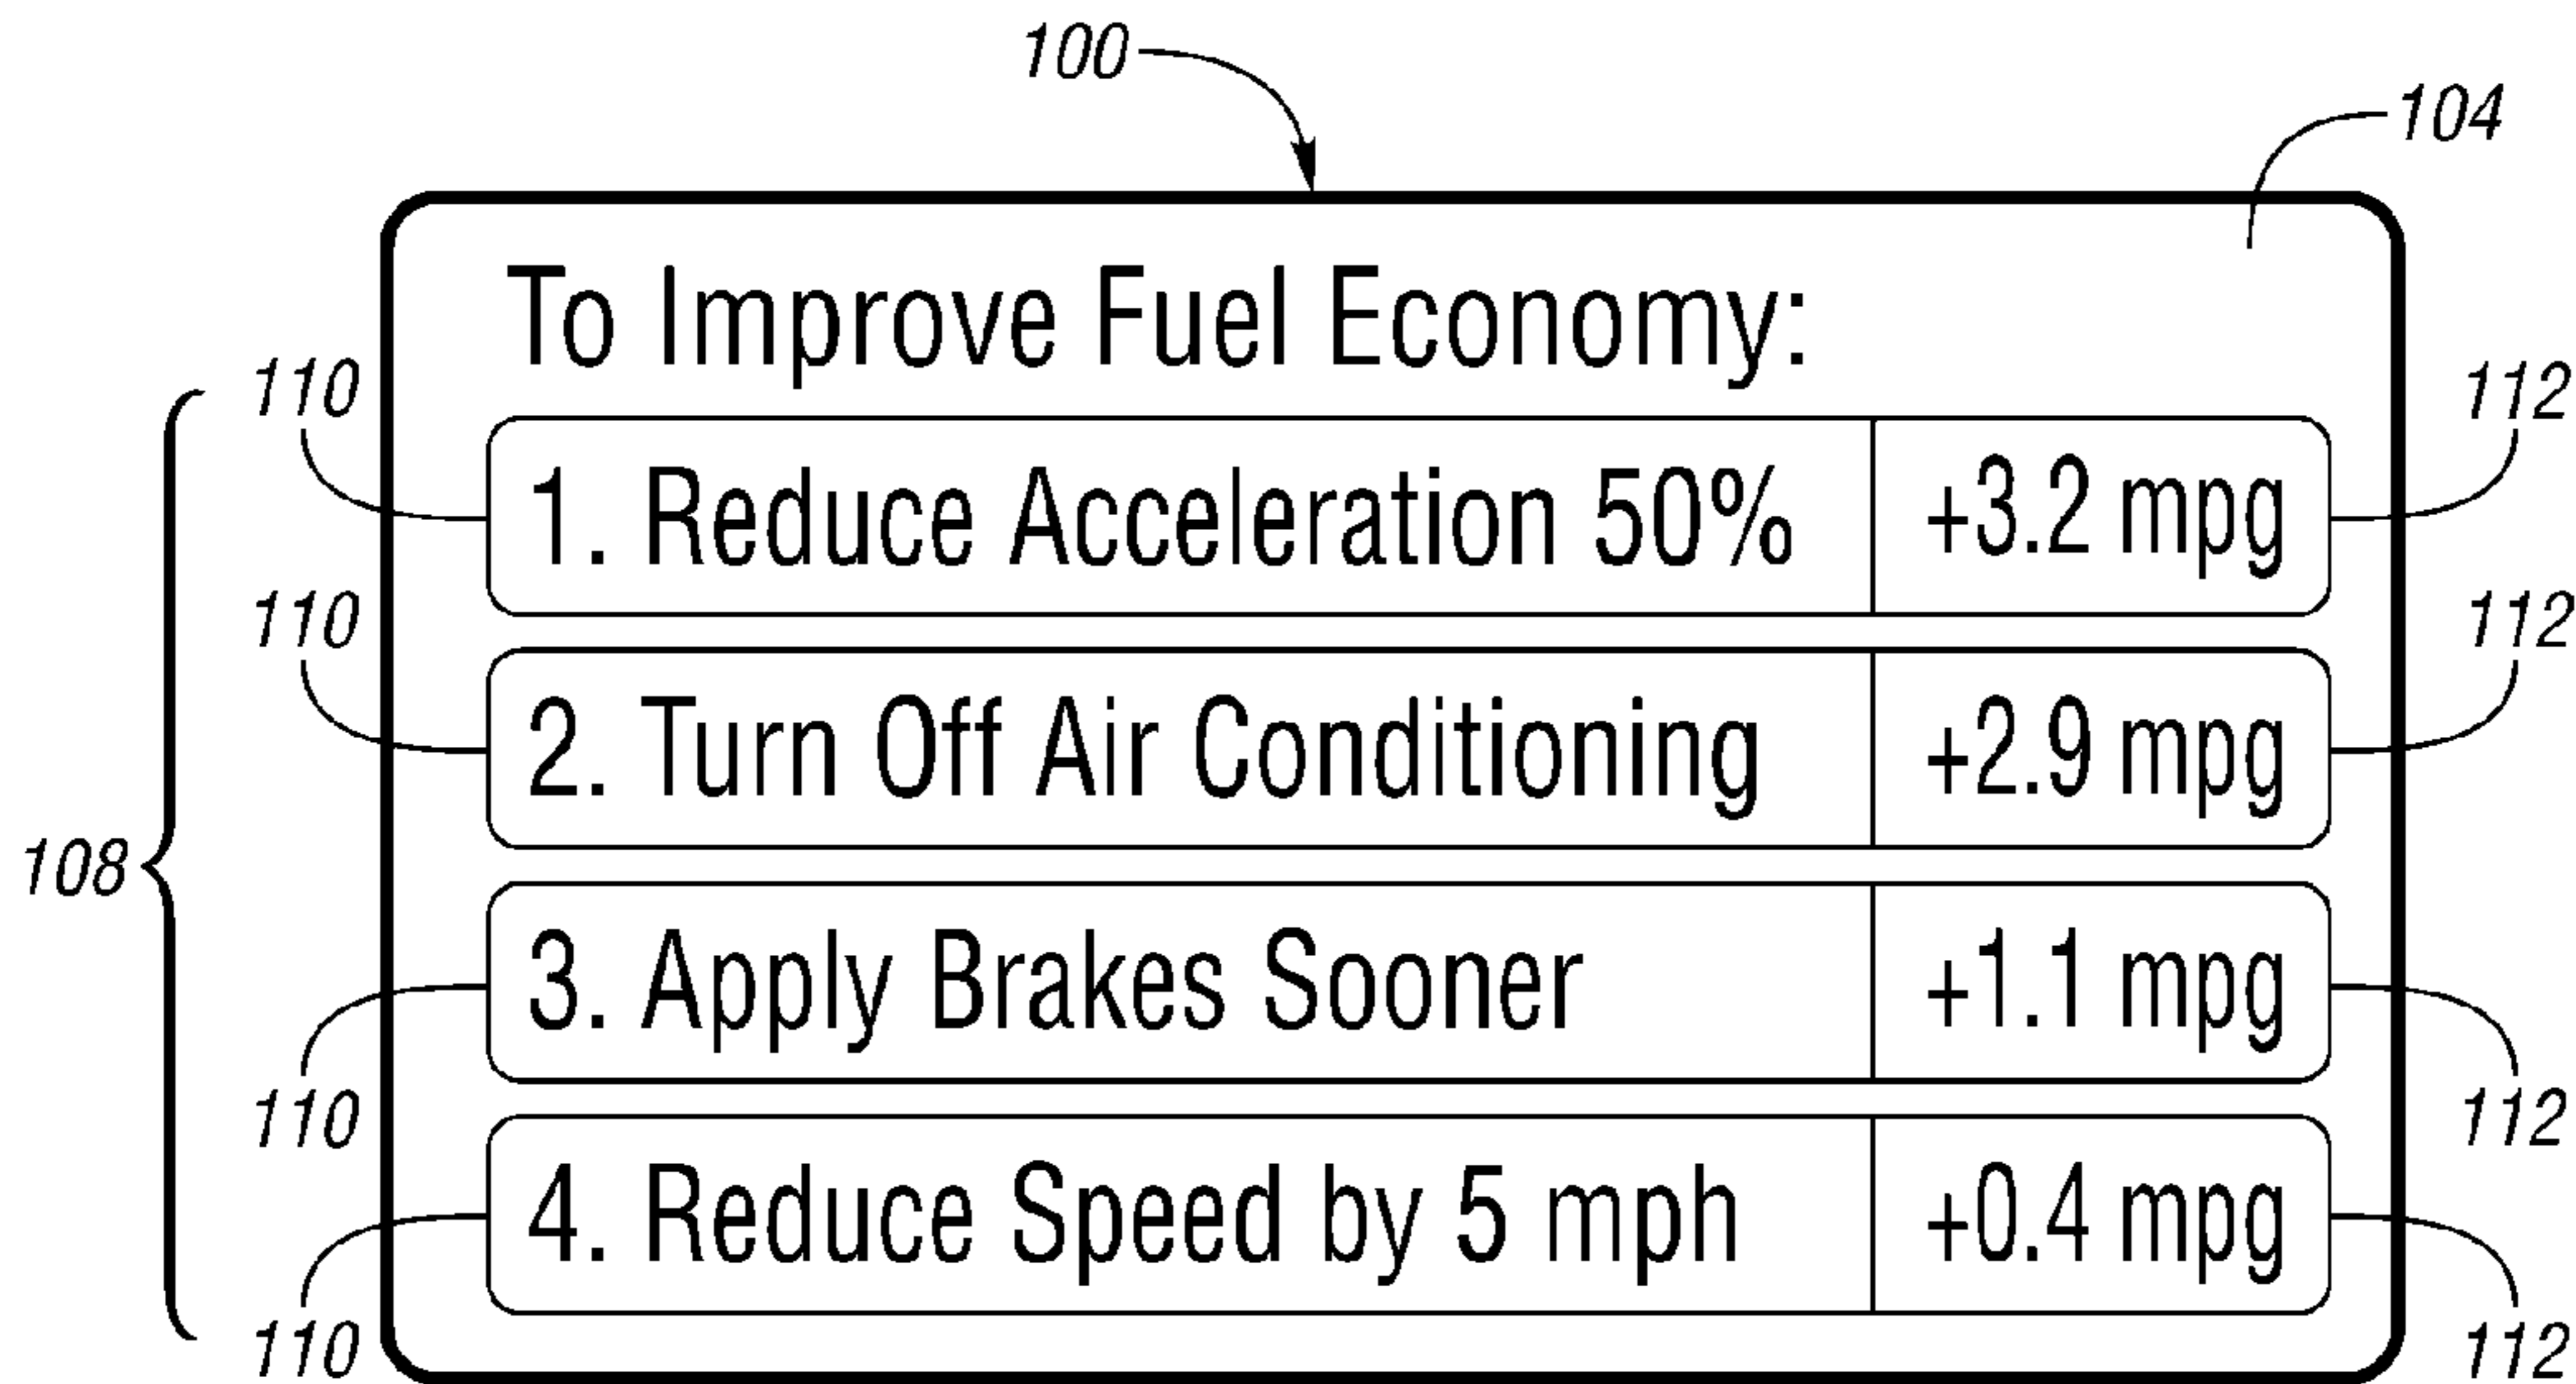 100
104
To Improve Fuel Economy:
110 112
1. Reduce Acceleration 50% +3.2 mpg
110 112
2. Turn Off Air Conditioning +2.9 mpg
108
3. Apply Brakes Sooner +1.1 mpg
110 112
4. Reduce Speed by 5 mph +0.4 mpg
110 112